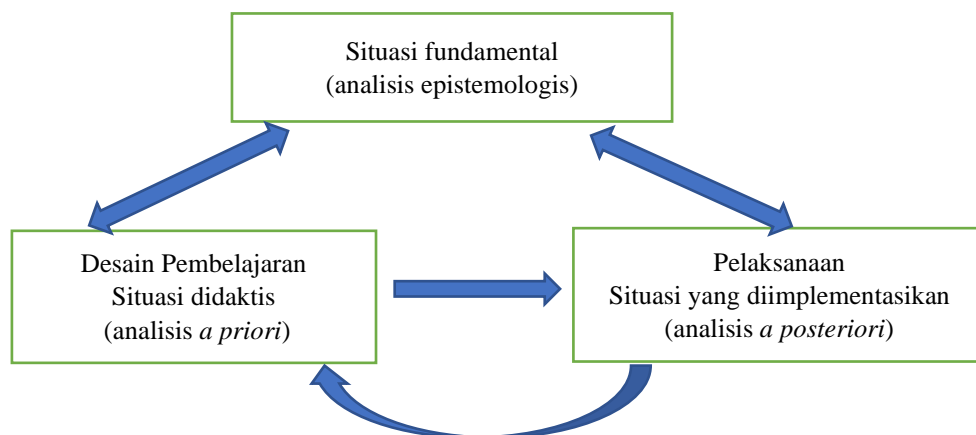 Situasi fundamental
(analisis epistemologis)
Desain Pembelajaran
Situasi didaktis
(analisis a priori)
Pelaksanaan
Situasi yang diimplementasikan
(analisis a posteriori)